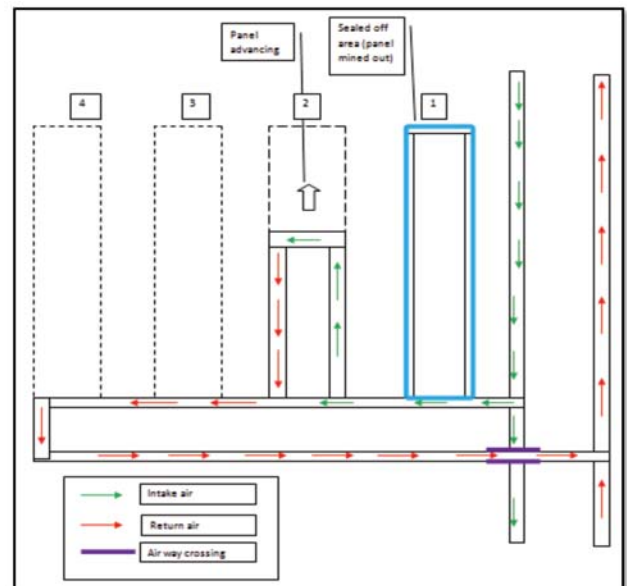 Panel
advancing
Sealed off
area (panel
mined out)
4
3
2
1
Intake air
Return air
Air way crossing